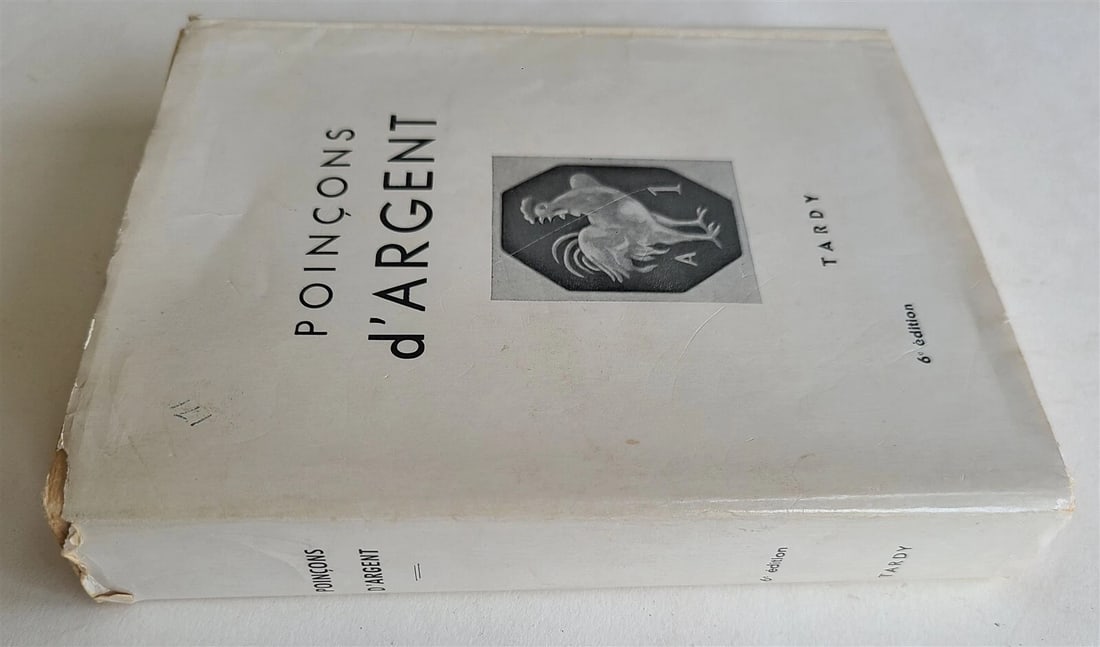 POINÇONS
d'ARGENT
1
A
TARDY
6e édition
POINÇONS
D'ARGENT
6e édition
TARDY